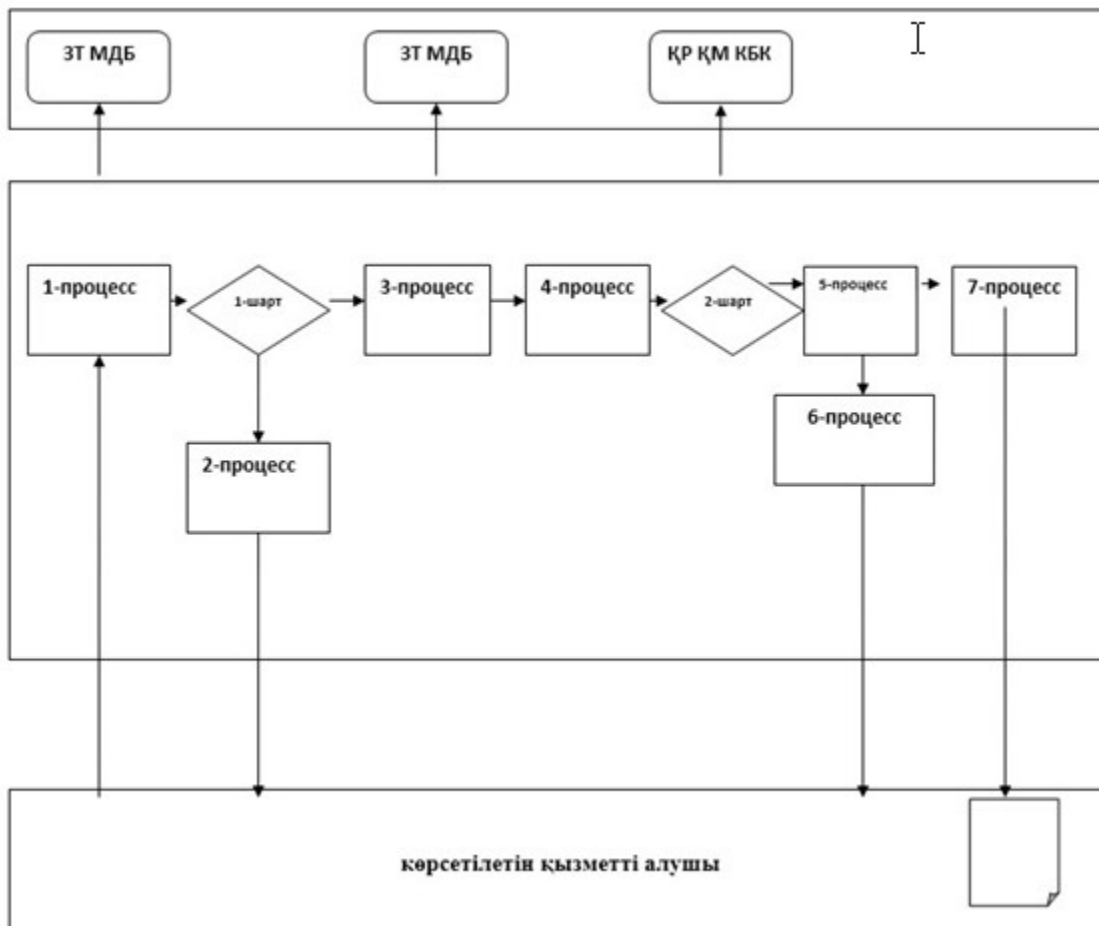 ЗТ МДБ
ЗТ МДБ
ҚР ҚМ КБК
1-процесс
1-шарт
3-процесс
4-процесс
2-шарт
5-процесс
7-процесс
6-процесс
2-процесс
көрсетілетін қызметті алушы